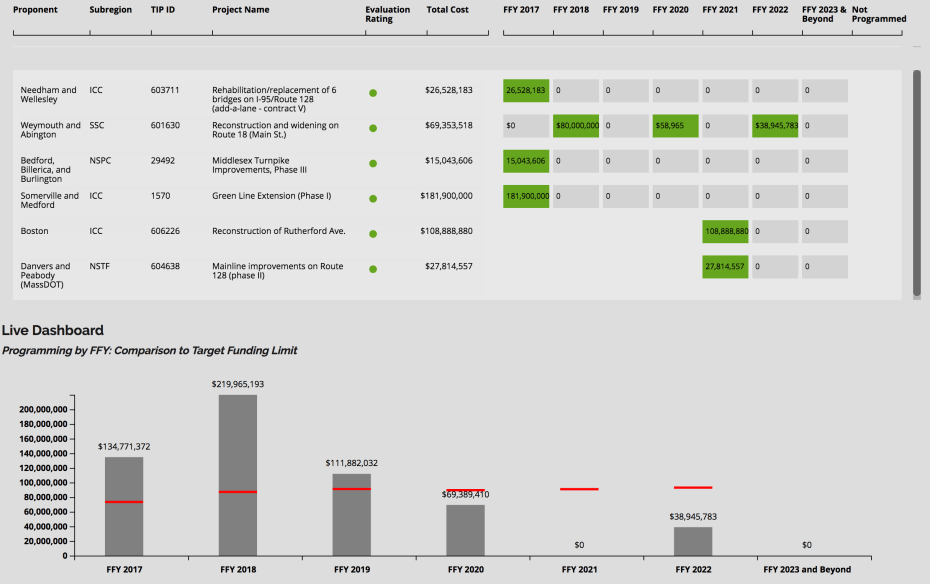 Proponent Subregion TIP ID Project Name Evaluation Rating Total Cost FFY 2017 FFY 2018 FFY 2019 FFY 2020 FFY 2021 FFY 2022 FFY 2023 & Beyond Not Programmed
Needham and Wellesley ICC 603711 Rehabilitation/replacement of 6 bridges on I-95/Route 128 (add-a-lane - contract V) $26,528,183 26,528,183 0 0 0 0 0 0
Weymouth and Abington SSC 601630 Reconstruction and widening on Route 18 (Main St.) $69,353,518 $0 $80,000,000 0 $58,965 0 $38,945,783 0
Bedford, Billerica, and Burlington NSPC 29492 Middlesex Turnpike Improvements, Phase III $15,043,606 15,043,606 0 0 0 0 0 0
Somerville and Medford ICC 1570 Green Line Extension (Phase I) $181,900,000 181,900,000 0 0 0 0 0 0
Boston ICC 606226 Reconstruction of Rutherford Ave. $108,888,880 108,888,880 0 0
Danvers and Peabody (MassDOT) NSTF 604638 Mainline improvements on Route 128 (phase II) $27,814,557 27,814,557 0 0
Live Dashboard
Programming by FFY: Comparison to Target Funding Limit
$219,965,193
200,000,000
180,000,000
160,000,000
$134,771,372
140,000,000
$111,882,032
120,000,000
100,000,000
80,000,000
$69,389,410
60,000,000
$38,945,783
40,000,000
20,000,000
$0
$0
0
FFY 2017 FFY 2018 FFY 2019 FFY 2020 FFY 2021 FFY 2022 FFY 2023 and Beyond